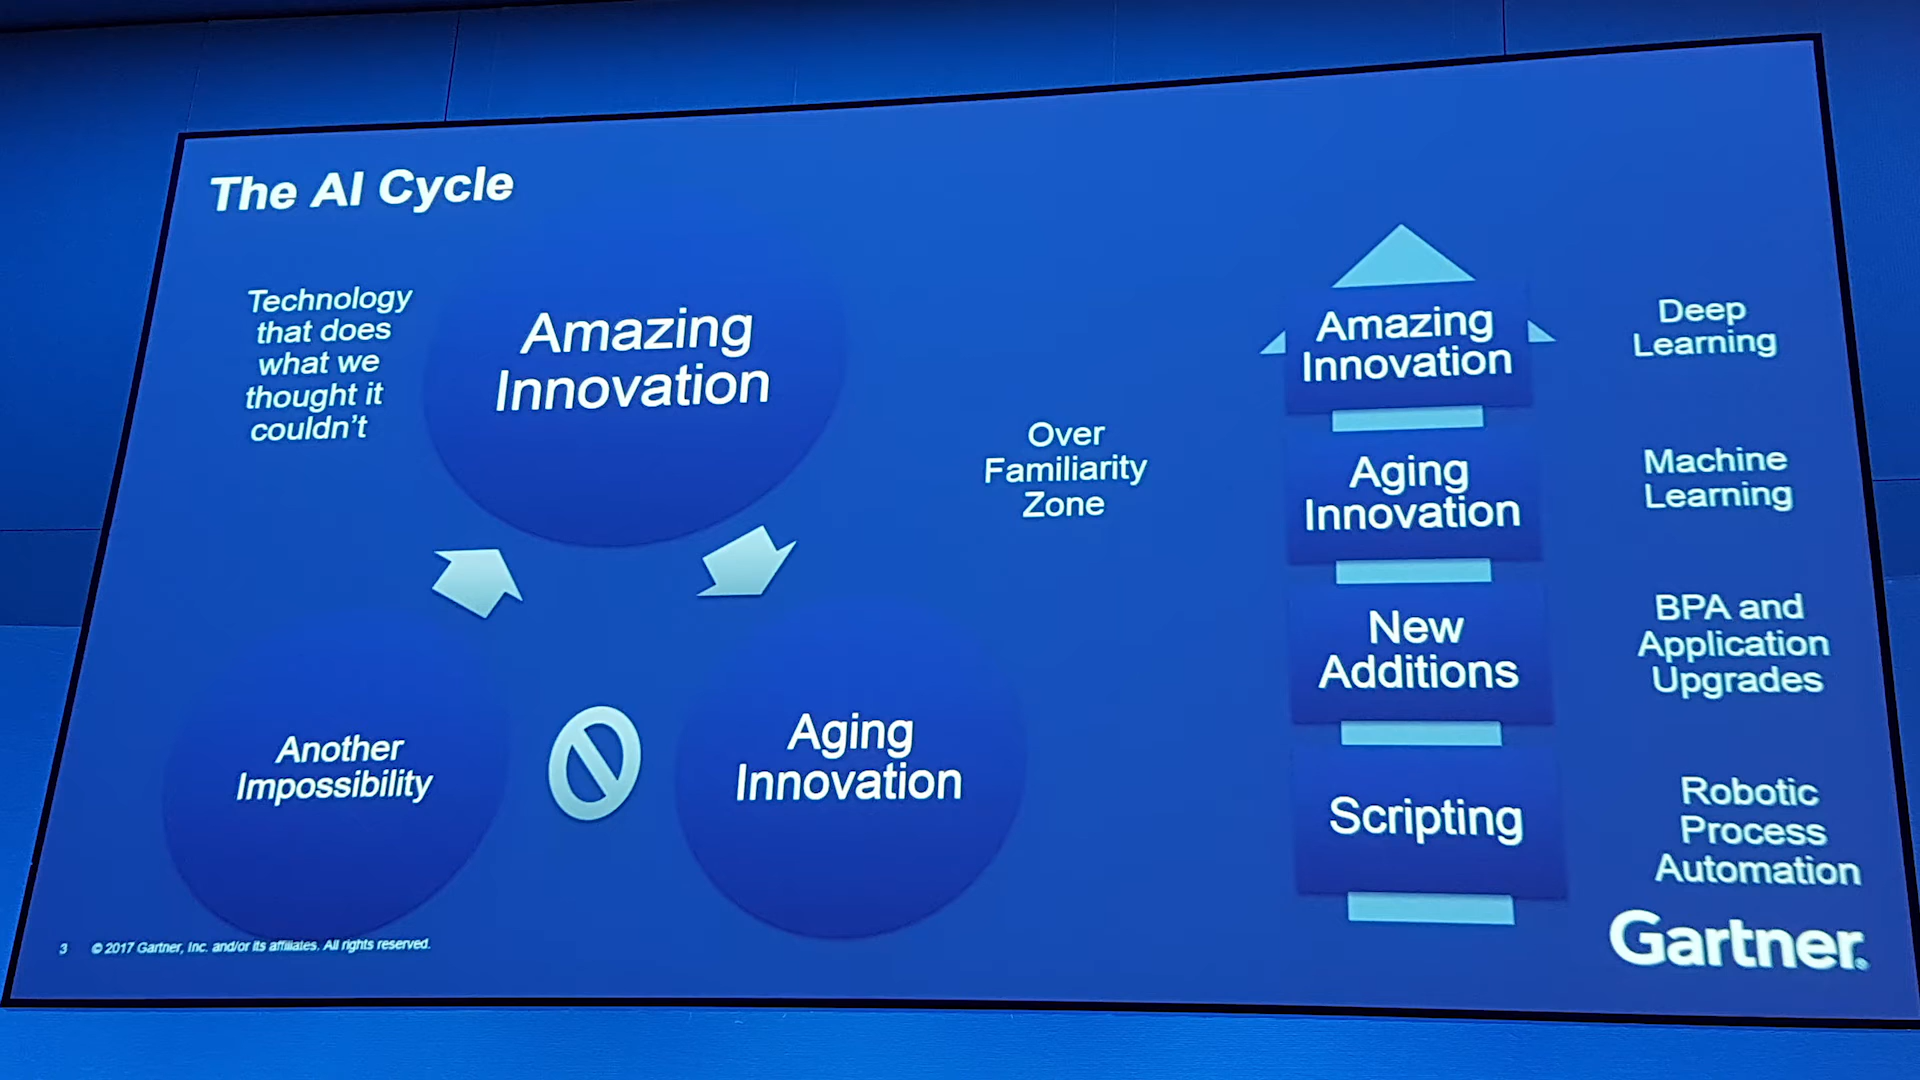 The AI Cycle
Technology
that does
what we
thought it
couldn't
Amazing
Innovation
Another
Impossibility
Aging
Innovation
Over
Familiarity
Zone
Amazing
Innovation
Deep
Learning
Aging
Innovation
Machine
Learning
New
Additions
BPA and
Application
Upgrades
Scripting
Robotic
Process
Automation
3 © 2017 Gartner, Inc. and/or its affiliates. All rights reserved.
Gartner®